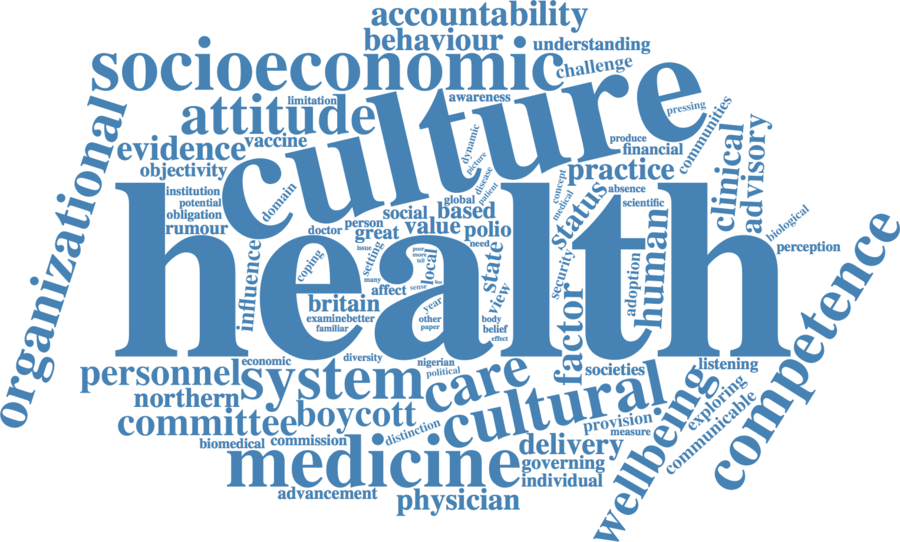 accountability
behaviour
understanding
socioeconomic
challenge
culture
awareness
limitation
attitude
pressing
communities
evidence
vaccine
dynamic
picture
produce
financial
clinical
advisory
objectivity
disease
patient
practice
organizational
institution
potential
obligation
rumour
domain
global
concept
medical
status
absence
scientific
health
social
based
person
doctor
great
value
polio
biological
perception
influence
coping
issue
setting
many
poor
more
tell
local
need
state
security
adoption
human
affect
sense
view
britain
examinebetter
familiar
year
other
paper
body
belief
effect
factor
competence
economic
diversity
nigerian
political
societies
listening
personnel
system
care
northern
committee
boycott
cultural
wellbeing
exploring
communicable
biomedical
commission
distinction
provision
measure
medicine
delivery
governing
individual
advancement
physician